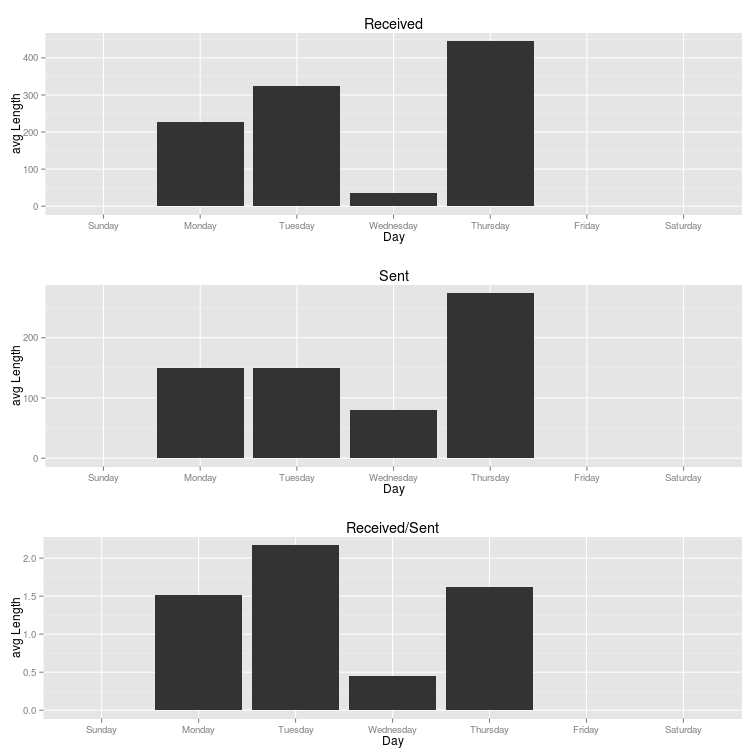 Received
avg Length
400
300
200
100
0
Sunday Monday Tuesday Wednesday Thursday Friday Saturday
Day
Sent
avg Length
200
100
0
Sunday Monday Tuesday Wednesday Thursday Friday Saturday
Day
Received/Sent
avg Length
2.0
1.5
1.0
0.5
0.0
Sunday Monday Tuesday Wednesday Thursday Friday Saturday
Day